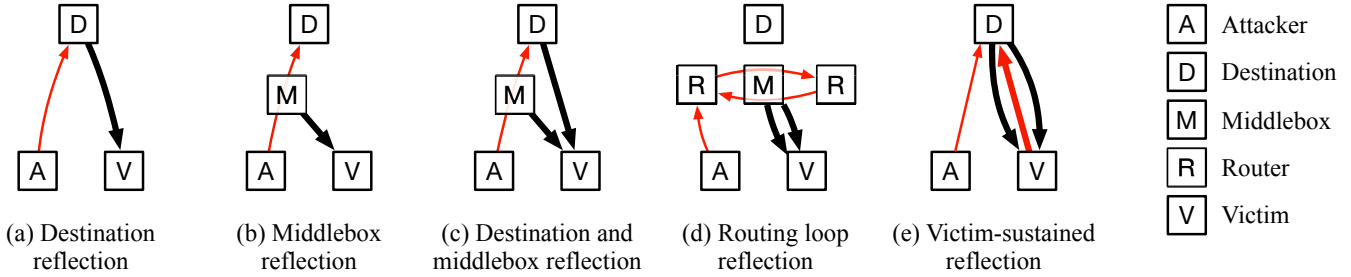 D
A
V
(a) Destination
reflection
D
M
A
V
(b) Middlebox
reflection
D
M
A
V
(c) Destination and
middlebox reflection
D
R
M
R
A
V
(d) Routing loop
reflection
D
A
V
(e) Victim-sustained
reflection
A Attacker
D Destination
M Middlebox
R Router
V Victim